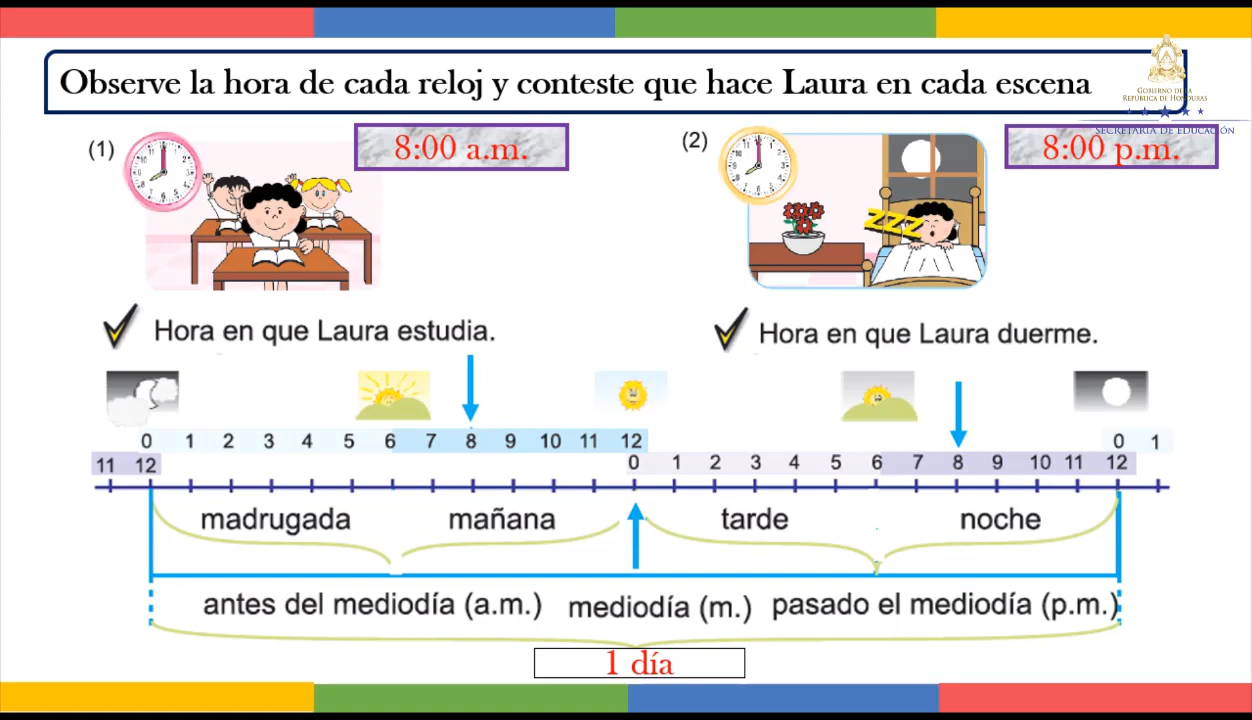 Observe la hora de cada reloj y conteste que hace Laura en cada escena
GOBIERNO DE LA
REPÚBLICA DE HONDURAS
SECRETARÍA DE EDUCACIÓN
(1)
8:00 a.m.
(2)
8:00 p.m.
ZZZ
Hora en que Laura estudia.
Hora en que Laura duerme.
0 1 2 3 4 5 6 7 8 9 10 11 12
0 1
11 12
0 1 2 3 4 5 6 7 8 9 10 11 12
madrugada mañana tarde noche
antes del mediodía (a.m.) mediodía (m.) pasado el mediodía (p.m.)
1 día